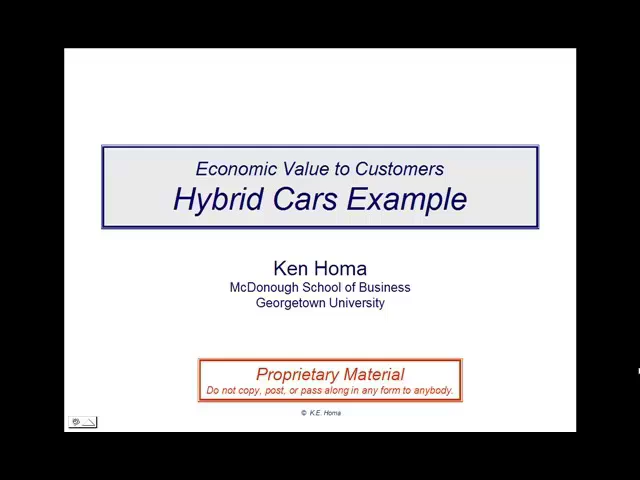 Economic Value to Customers
Hybrid Cars Example
Ken Homa
McDonough School of Business
Georgetown University
Proprietary Material
Do not copy, post, or pass along in any form to anybody.
© K.E. Homa